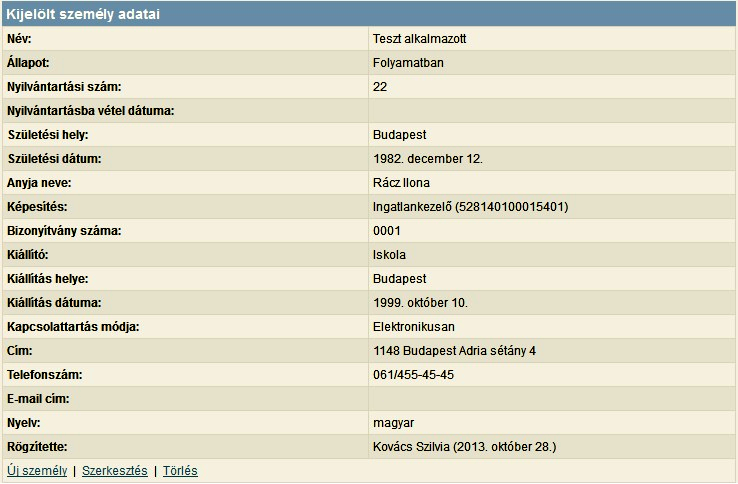 Kijelölt személy adatai
Név: Teszt alkalmazott
Állapot: Folyamatban
Nyilvántartási szám: 22
Nyilvántartásba vétel dátuma:
Születési hely: Budapest
Születési dátum: 1982. december 12.
Anyja neve: Rácz Ilona
Képesítés: Ingatlankezelő (528140100015401)
Bizonyítvány száma: 0001
Kiállító: Iskola
Kiállítás helye: Budapest
Kiállítás dátuma: 1999. október 10.
Kapcsolattartás módja: Elektronikusan
Cím: 1148 Budapest Adria sétány 4
Telefonszám: 061/455-45-45
E-mail cím:
Nyelv: magyar
Rögzítette: Kovács Szilvia (2013. október 28.)
Új személy | Szerkesztés | Törlés